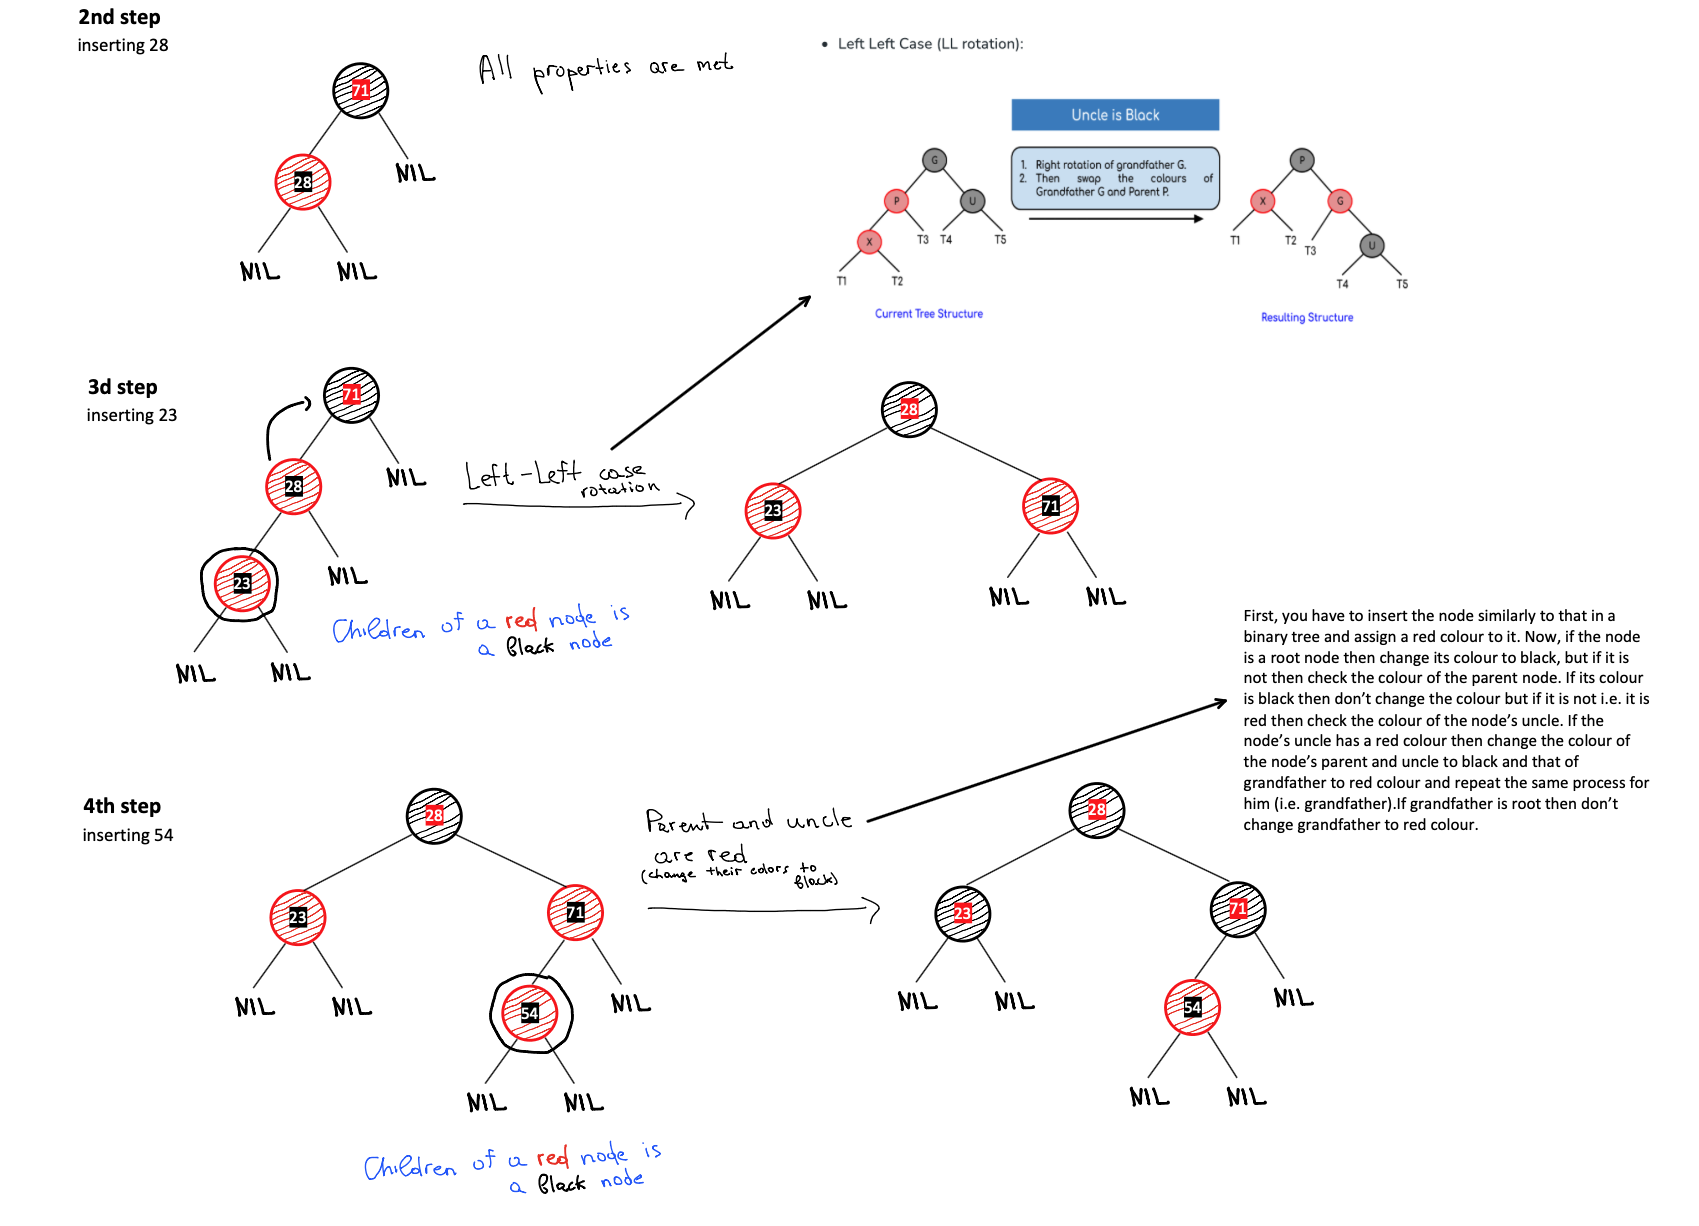 2nd step
inserting 28
All properties are met
71
28
NIL
NIL NIL
• Left Left Case (LL rotation):
Uncle is Black
1. Right rotation of grandfather G.
2. Then swap the colours of
Grandfather G and Parent P.
G
P U
X T3 T4 T5
T1 T2
Current Tree Structure
P
X G
T1 T2 T3 U
T4 T5
Resulting Structure
3d step
inserting 23
71
28 NIL
23 NIL
NIL NIL
Left-Left case
rotation
Children of a red node is
a Black node
28
23 71
NIL NIL NIL NIL
First, you have to insert the node similarly to that in a
binary tree and assign a red colour to it. Now, if the node
is a root node then change its colour to black, but if it is
not then check the colour of the parent node. If its colour
is black then don’t change the colour but if it is not i.e. it is
red then check the colour of the node’s uncle. If the
node’s uncle has a red colour then change the colour of
the node’s parent and uncle to black and that of
grandfather to red colour and repeat the same process for
him (i.e. grandfather).If grandfather is root then don’t
change grandfather to red colour.
4th step
inserting 54
28
23 71
NIL NIL 54 NIL
NIL NIL
Parent and uncle
are red
(change their colors to
Black)
Children of a red node is
a Black node
28
23 71
NIL NIL 54 NIL
NIL NIL